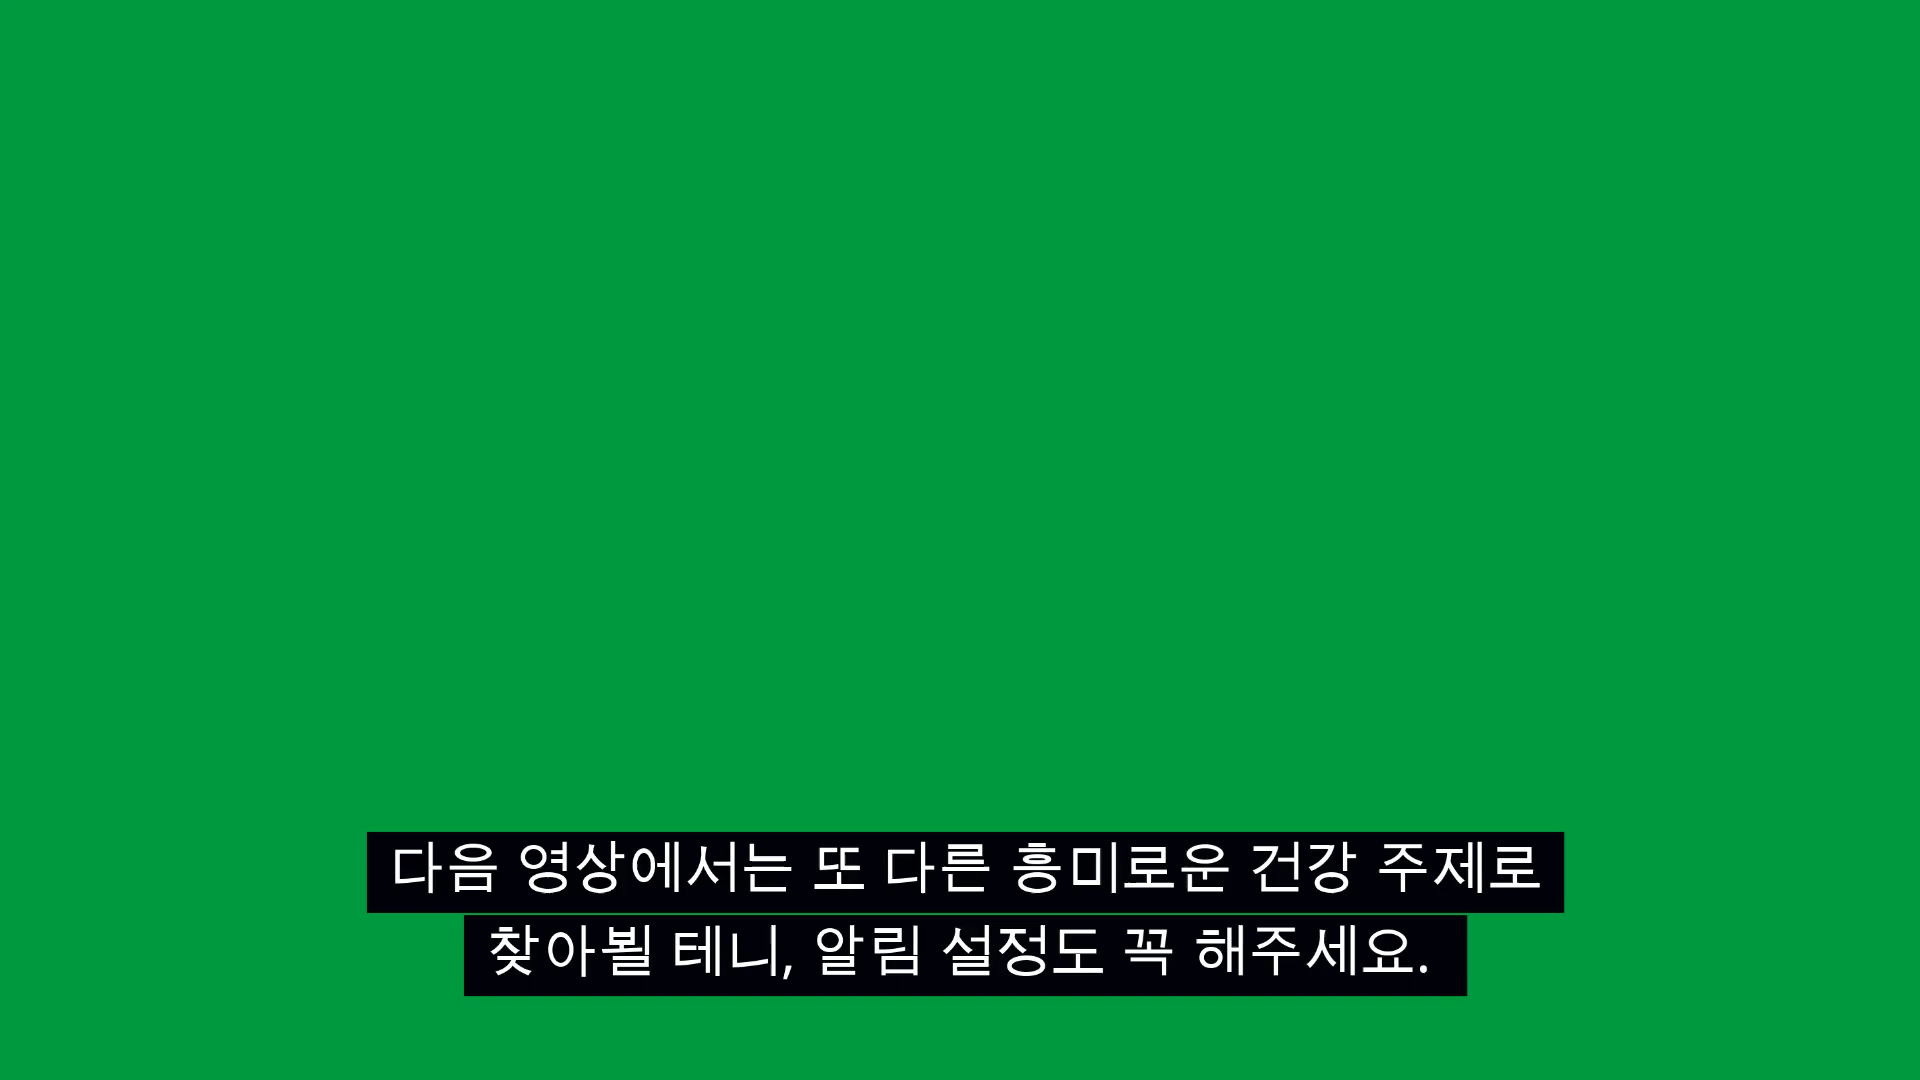 다음 영상에서는 또 다른 흥미로운 건강 주제로
찾아뵐 테니, 알림 설정도 꼭 해주세요.